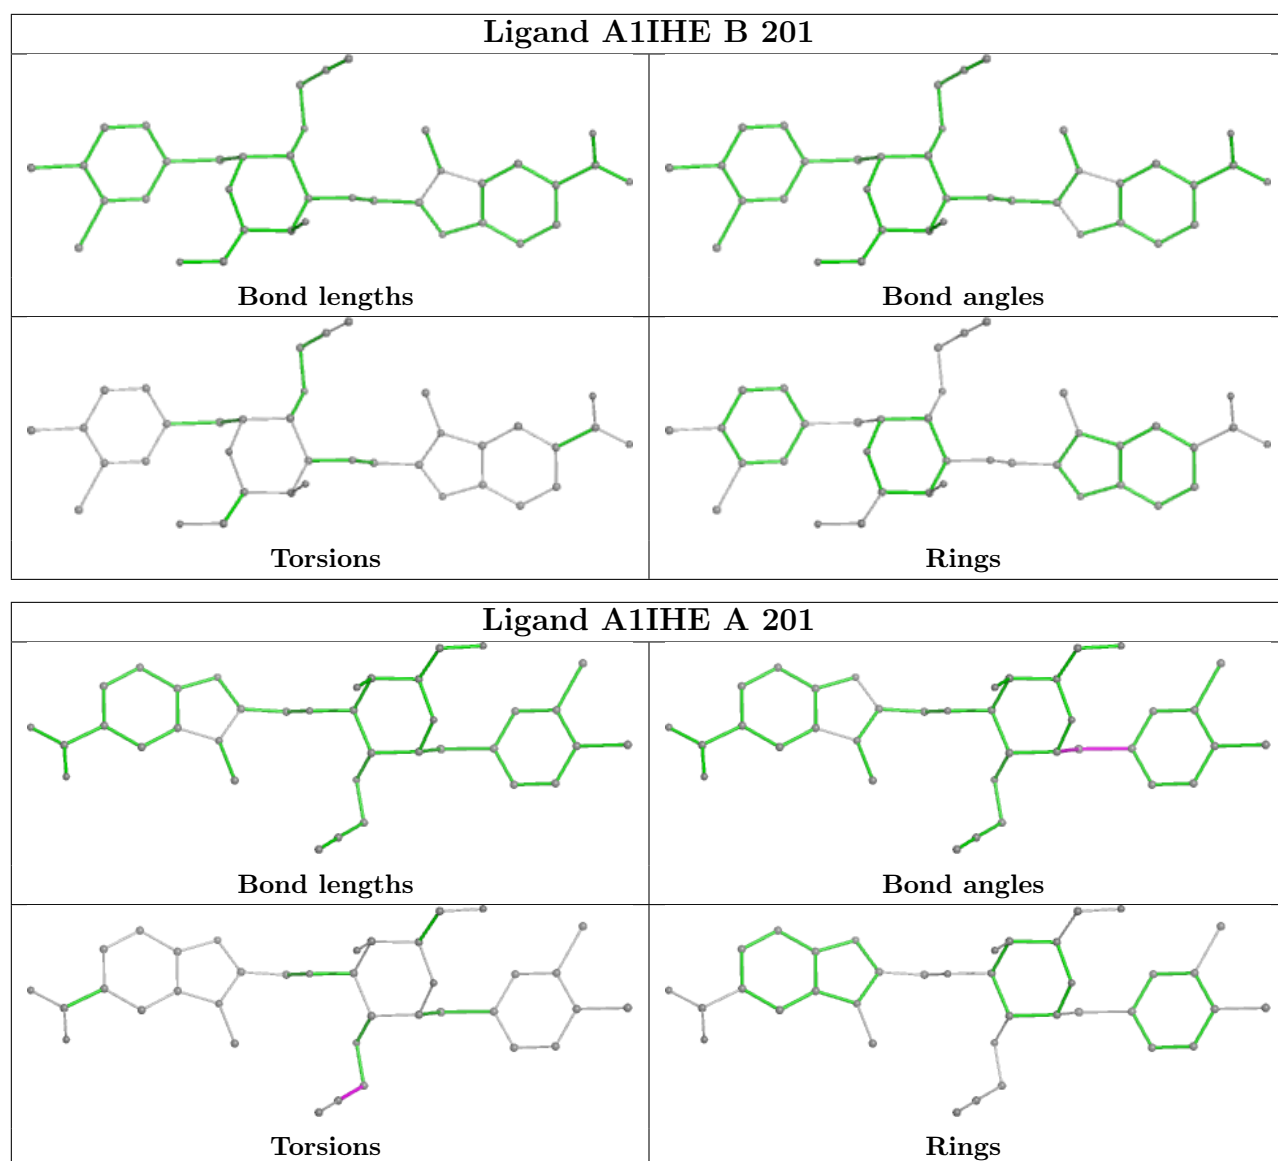 Ligand A1IHE B 201
Bond lengths
Bond angles
Torsions
Rings
Ligand A1IHE A 201
Bond lengths
Bond angles
Torsions
Rings